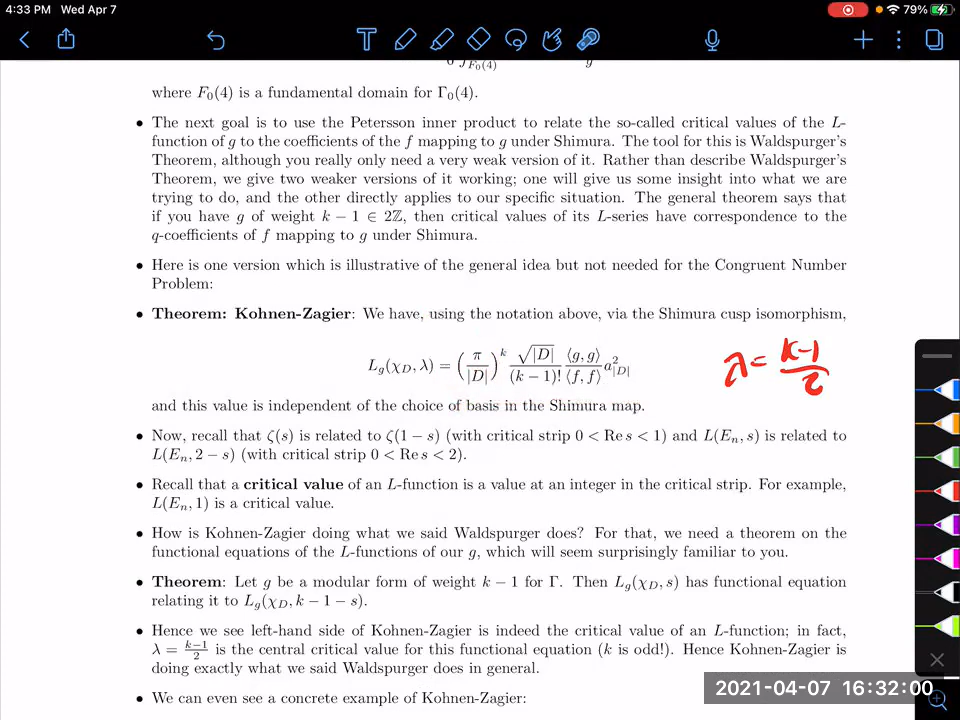 4:33 PM Wed Apr 7
79%
where F₀(4) is a fundamental domain for Γ₀(4).
• The next goal is to use the Petersson inner product to relate the so-called critical values of the L-
function of g to the coefficients of the f mapping to g under Shimura. The tool for this is Waldspurger's
Theorem, although you really only need a very weak version of it. Rather than describe Waldspurger's
Theorem, we give two weaker versions of it working; one will give us some insight into what we are
trying to do, and the other directly applies to our specific situation. The general theorem says that
if you have g of weight k − 1 ∈ 2ℤ, then critical values of its L-series have correspondence to the
q-coefficients of f mapping to g under Shimura.
• Here is one version which is illustrative of the general idea but not needed for the Congruent Number
Problem:
• Theorem: Kohnen-Zagier: We have, using the notation above, via the Shimura cusp isomorphism,
L_g(χ_D, λ) = (π/|D|)^k √|D|/(k − 1)! ⟨g, g⟩/⟨f, f⟩ a²_|D|
λ = k-1/2
and this value is independent of the choice of basis in the Shimura map.
• Now, recall that ζ(s) is related to ζ(1 − s) (with critical strip 0 < Re s < 1) and L(Eₙ, s) is related to
L(Eₙ, 2 − s) (with critical strip 0 < Re s < 2).
• Recall that a critical value of an L-function is a value at an integer in the critical strip. For example,
L(Eₙ, 1) is a critical value.
• How is Kohnen-Zagier doing what we said Waldspurger does? For that, we need a theorem on the
functional equations of the L-functions of our g, which will seem surprisingly familiar to you.
• Theorem: Let g be a modular form of weight k − 1 for Γ. Then L_g(χ_D, s) has functional equation
relating it to L_g(χ_D, k − 1 − s).
• Hence we see left-hand side of Kohnen-Zagier is indeed the critical value of an L-function; in fact,
λ = k−1/2 is the central critical value for this functional equation (k is odd!). Hence Kohnen-Zagier is
doing exactly what we said Waldspurger does in general.
• We can even see a concrete example of Kohnen-Zagier:
2021-04-07 16:32:00